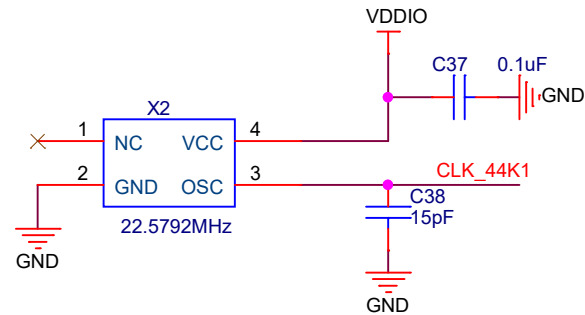 VDDIO
C37 0.1uF
GND
X2
1 NC VCC 4
2 GND OSC 3
CLK_44K1
C38
15pF
22.5792MHz
GND
GND